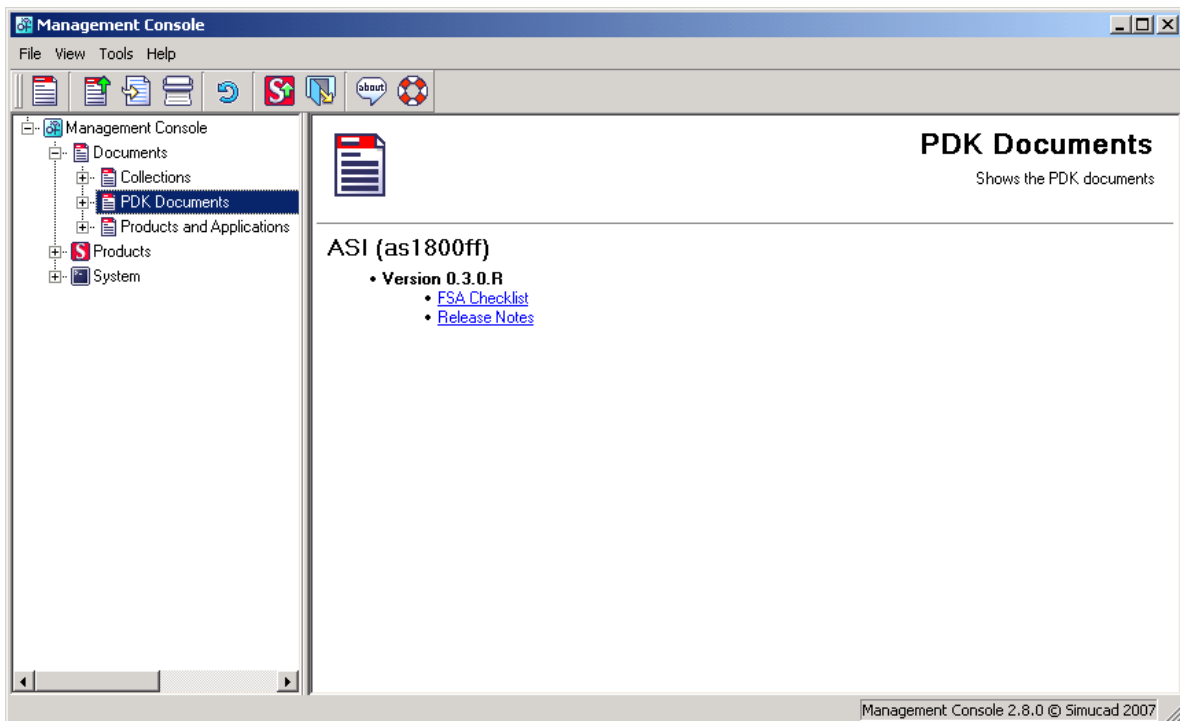 Management Console
File View Tools Help
about
Management Console
Documents
Collections
PDK Documents
Products and Applications
Products
System
PDK Documents
Shows the PDK documents
ASI (as1800ff)
• Version 0.3.0.R
• FSA Checklist
• Release Notes
Management Console 2.8.0 © Simucad 2007